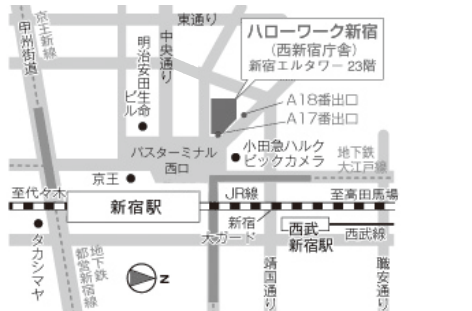 東通り
京王新線
甲州街道
中央通り
明治安田生命
ビル
ハローワーク新宿
(西新宿庁舎)
新宿エルタワー 23階
A18番出口
A17番出口
バスターミナル
西口
小田急ハルク
ビックカメラ
地下鉄
大江戸線
京王
至代々木
JR線
至高田馬場
新宿駅
新宿
大ガード
西武
新宿駅
西武線
タカシマヤ
地下鉄
都営新宿線
N
靖国通り
職安通り